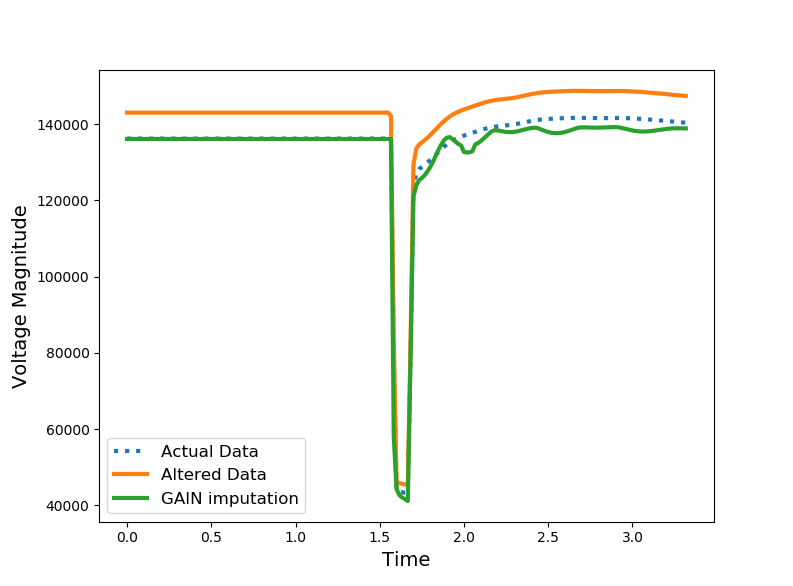 140000
120000
100000
80000
60000
40000
Voltage Magnitude
Actual Data
Altered Data
GAIN imputation
0.0 0.5 1.0 1.5 2.0 2.5 3.0
Time